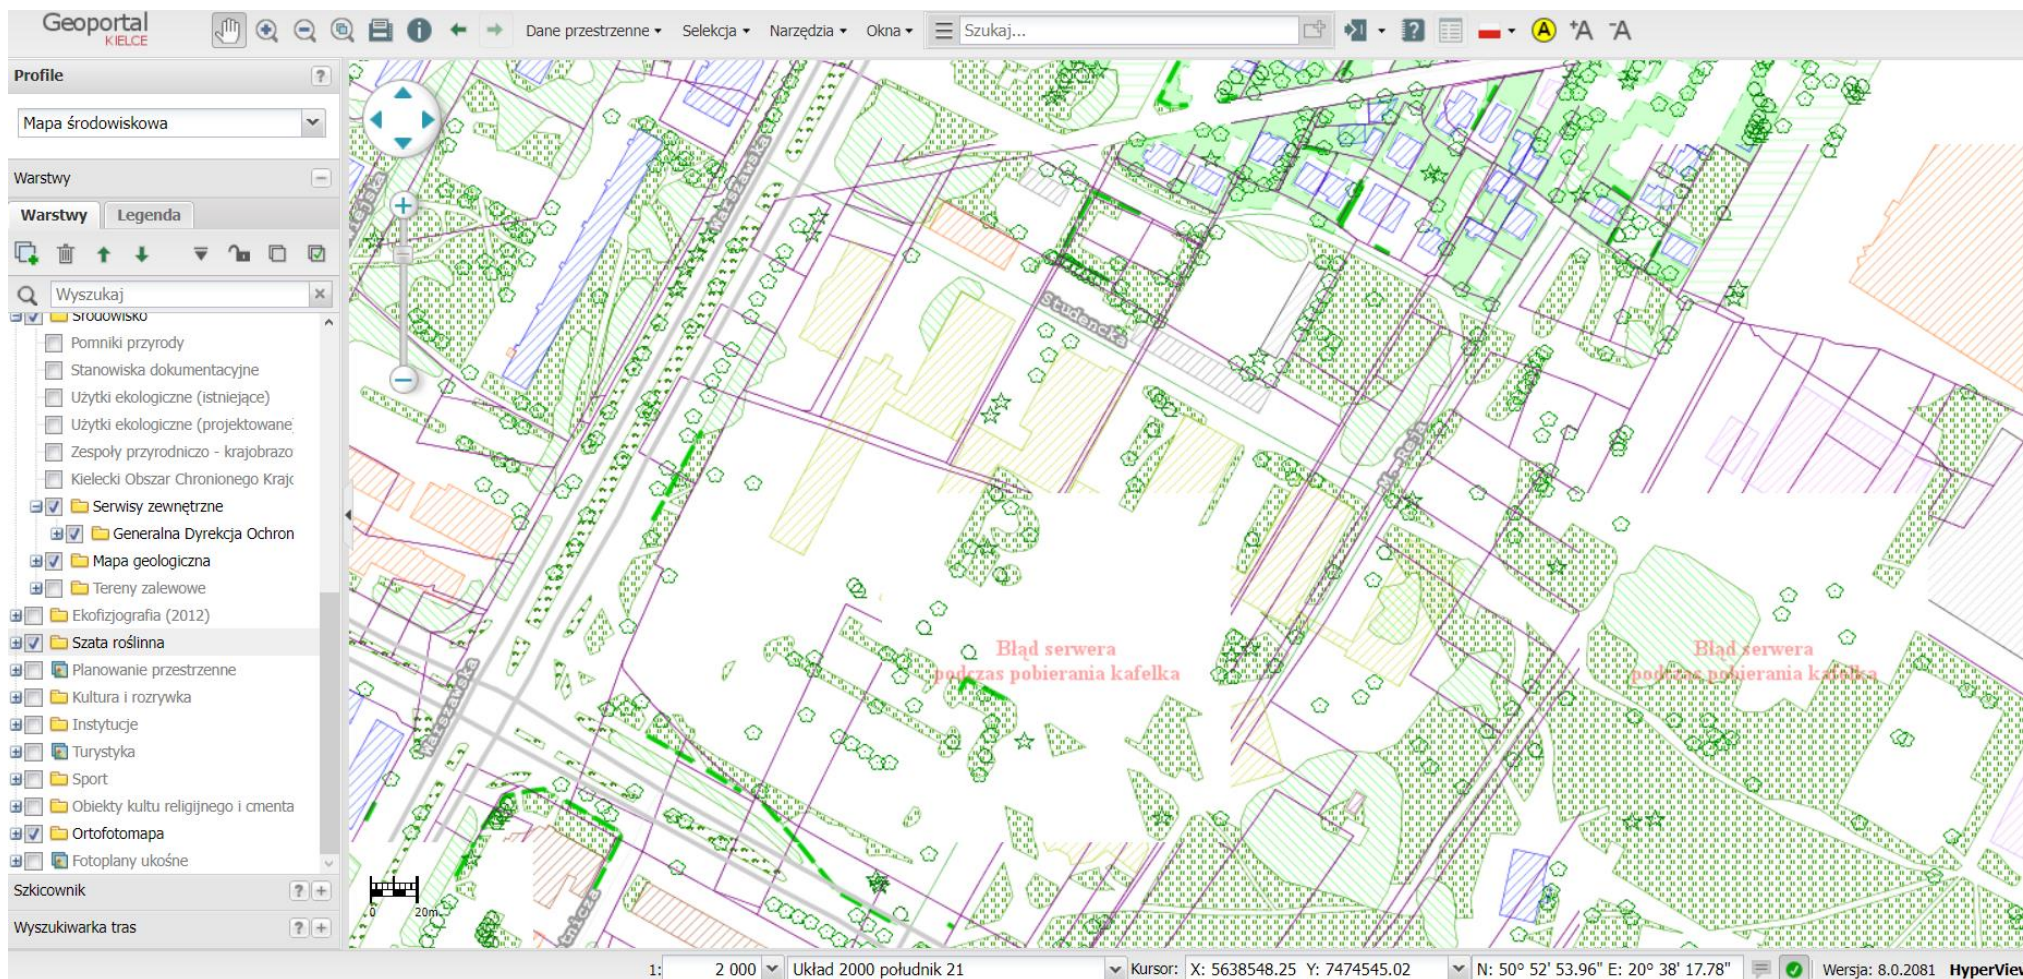 Geoportal
KIELCE
Dane przestrzenne
Selekcja
Narzędzia
Okna
Szukaj...
A
+A
-A
Profile
?
Mapa środowiskowa
Warstwy
Warstwy
Legenda
Wyszukaj
Środowisko
Pomniki przyrody
Stanowiska dokumentacyjne
Użytki ekologiczne (istniejące)
Użytki ekologiczne (projektowane)
Zespoły przyrodniczo - krajobrazo
Kielecki Obszar Chronionego Krajo
Serwisy zewnętrzne
Generalna Dyrekcja Ochron
Mapa geologiczna
Tereny zalewowe
Ekofizjografia (2012)
Szata roślinna
Planowanie przestrzenne
Kultura i rozrywka
Instytucje
Turystyka
Sport
Obiekty kultu religijnego i cmenta
Ortofotomapa
Fotoplany ukośne
Szkicownik
?
Wyszukiwarka tras
?
Warszawska
Studencka
M. Reja
Warszawska
Błąd serwera
podczas pobierania kafelka
Błąd serwera
podczas pobierania kafelka
tnicza
0 20m
1: 2 000
Układ 2000 południk 21
Kursor: X: 5638548.25 Y: 7474545.02
N: 50° 52' 53.96" E: 20° 38' 17.78"
Wersja: 8.0.2081 HyperView